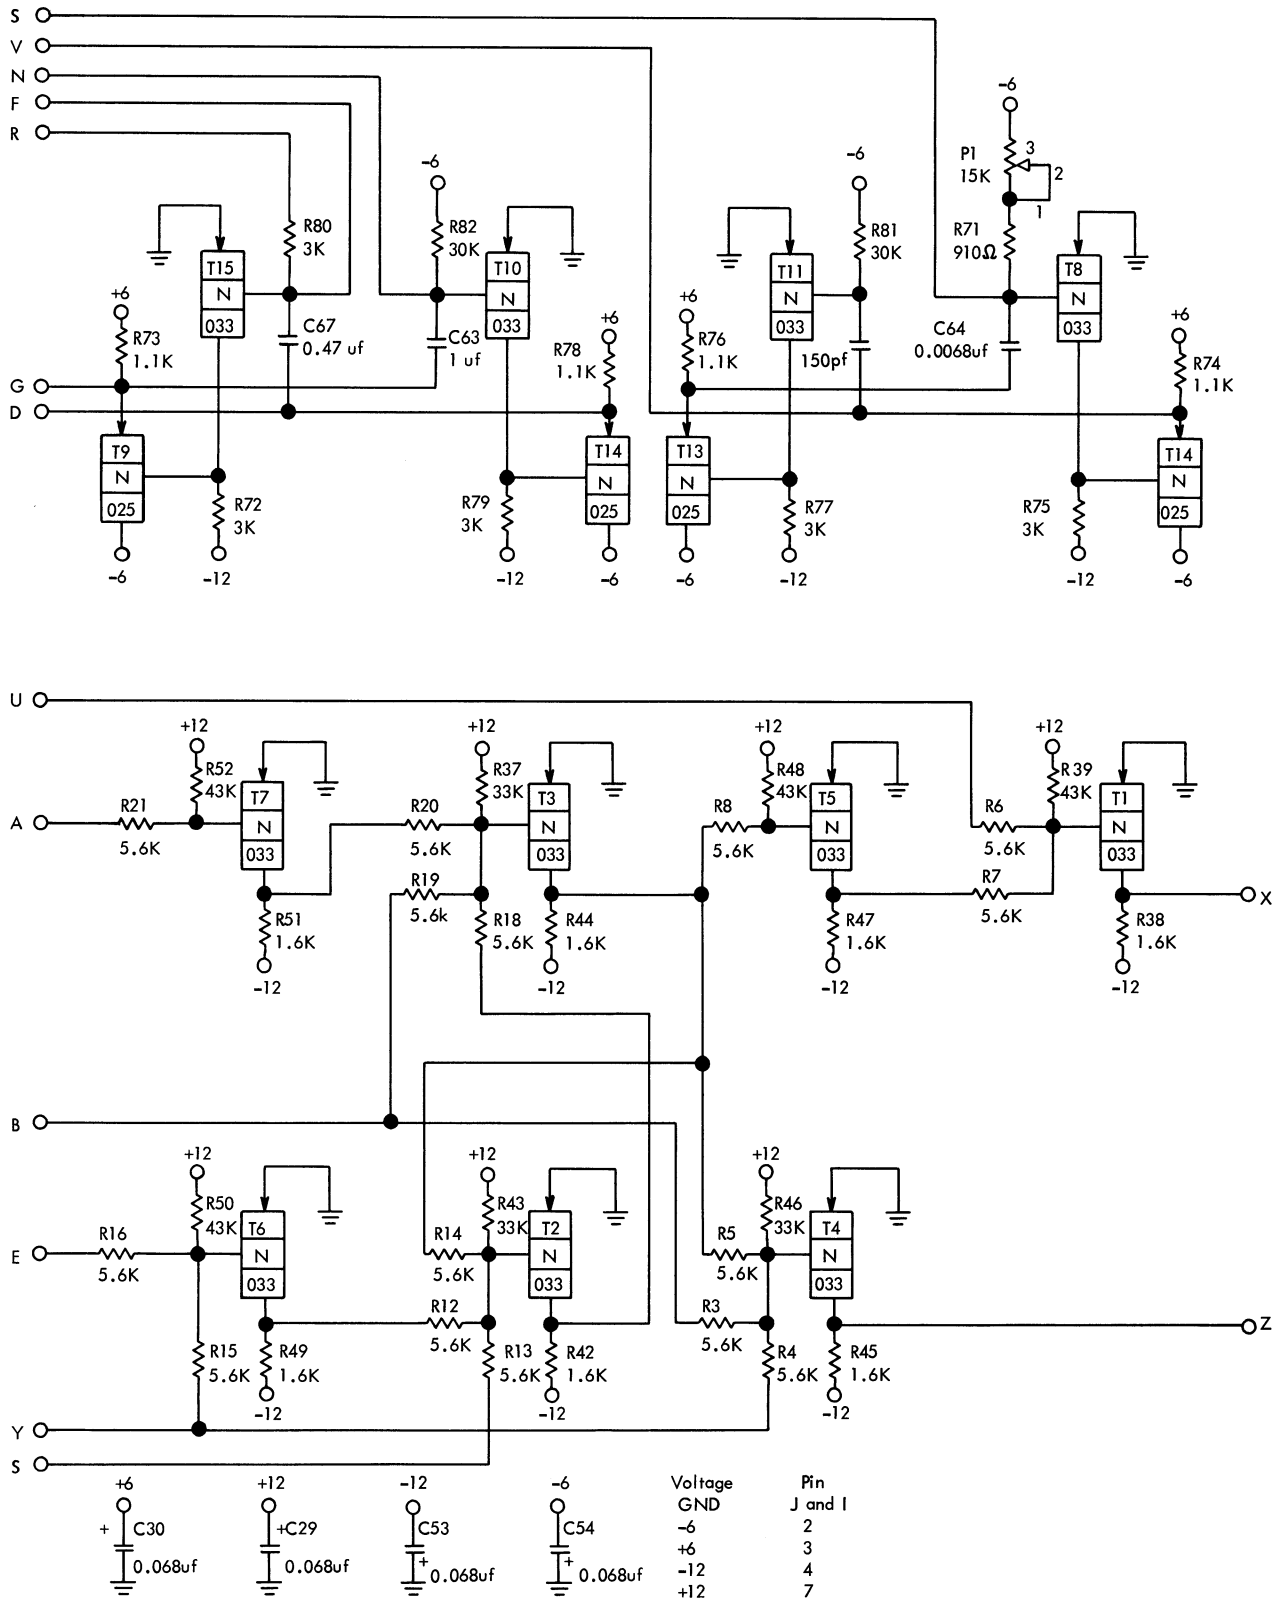 S
V
N
F
R
-6
P1
15K
3
2
1
-6
-6
R80
3K
R82
30K
R81
30K
R71
910Ω
T15
N
033
T10
N
033
T11
N
033
T8
N
033
+6
R73
1.1K
C67
0.47 uf
C63
1 uf
+6
R78
1.1K
+6
R76
1.1K
150pf
C64
0.0068uf
+6
R74
1.1K
G
D
T9
N
025
R72
3K
R79
3K
T14
N
025
T13
N
025
R77
3K
R75
3K
T14
N
025
-6
-12
-12
-6
-6
-12
-12
-6
U
+12
+12
+12
+12
R52
43K
T7
N
033
R37
33K
T3
N
033
R48
43K
T5
N
033
R39
43K
T1
N
033
A
R21
5.6K
R20
5.6K
R8
5.6K
R6
5.6K
R19
5.6k
R7
5.6K
X
R51
1.6K
R18
5.6K
R44
1.6K
R47
1.6K
R38
1.6K
-12
-12
-12
-12
B
+12
+12
+12
R50
43K
T6
N
033
R43
33K
T2
N
033
R46
33K
T4
N
033
E
R16
5.6K
R14
5.6K
R5
5.6K
R12
5.6K
R3
5.6K
Z
R15
5.6K
R49
1.6K
R13
5.6K
R42
1.6K
R4
5.6K
R45
1.6K
-12
-12
-12
Y
S
+6
+12
-12
-6
+ C30
0.068uf
+C29
0.068uf
C53
+
0.068uf
C54
+
0.068uf
Voltage Pin
GND J and I
-6 2
+6 3
-12 4
+12 7